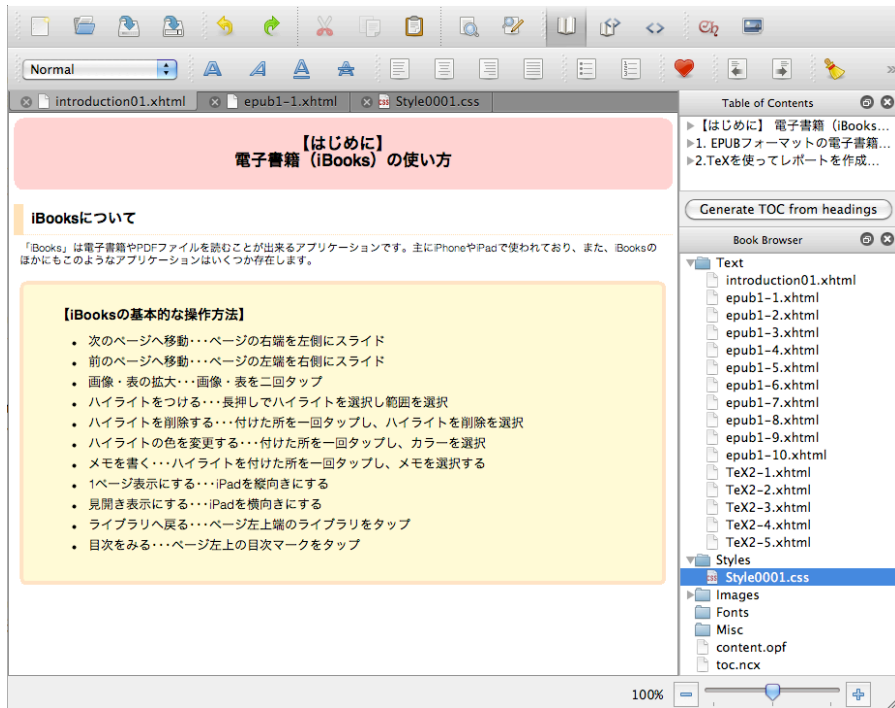 Normal
introduction01.xhtml
epub1-1.xhtml
Style0001.css
【はじめに】
電子書籍（iBooks）の使い方
iBooksについて
「iBooks」は電子書籍やPDFファイルを読むことが出来るアプリケーションです。主にiPhoneやiPadで使われており、また、iBooksの
ほかにもこのようなアプリケーションはいくつか存在します。
【iBooksの基本的な操作方法】
• 次のページへ移動･･･ページの右端を左側にスライド
• 前のページへ移動･･･ページの左端を右側にスライド
• 画像・表の拡大･･･画像・表を二回タップ
• ハイライトをつける･･･長押しでハイライトを選択し範囲を選択
• ハイライトを削除する･･･付けた所を一回タップし、ハイライトを削除を選択
• ハイライトの色を変更する･･･付けた所を一回タップし、カラーを選択
• メモを書く･･･ハイライトを付けた所を一回タップし、メモを選択する
• 1ページ表示にする･･･iPadを縦向きにする
• 見開き表示にする･･･iPadを横向きにする
• ライブラリへ戻る･･･ページ左上端のライブラリをタップ
• 目次をみる･･･ページ左上の目次マークをタップ
Table of Contents
【はじめに】 電子書籍（iBooks...
1. EPUBフォーマットの電子書籍...
2.TeXを使ってレポートを作成...
Generate TOC from headings
Book Browser
Text
introduction01.xhtml
epub1-1.xhtml
epub1-2.xhtml
epub1-3.xhtml
epub1-4.xhtml
epub1-5.xhtml
epub1-6.xhtml
epub1-7.xhtml
epub1-8.xhtml
epub1-9.xhtml
epub1-10.xhtml
TeX2-1.xhtml
TeX2-2.xhtml
TeX2-3.xhtml
TeX2-4.xhtml
TeX2-5.xhtml
Styles
Style0001.css
Images
Fonts
Misc
content.opf
toc.ncx
100%